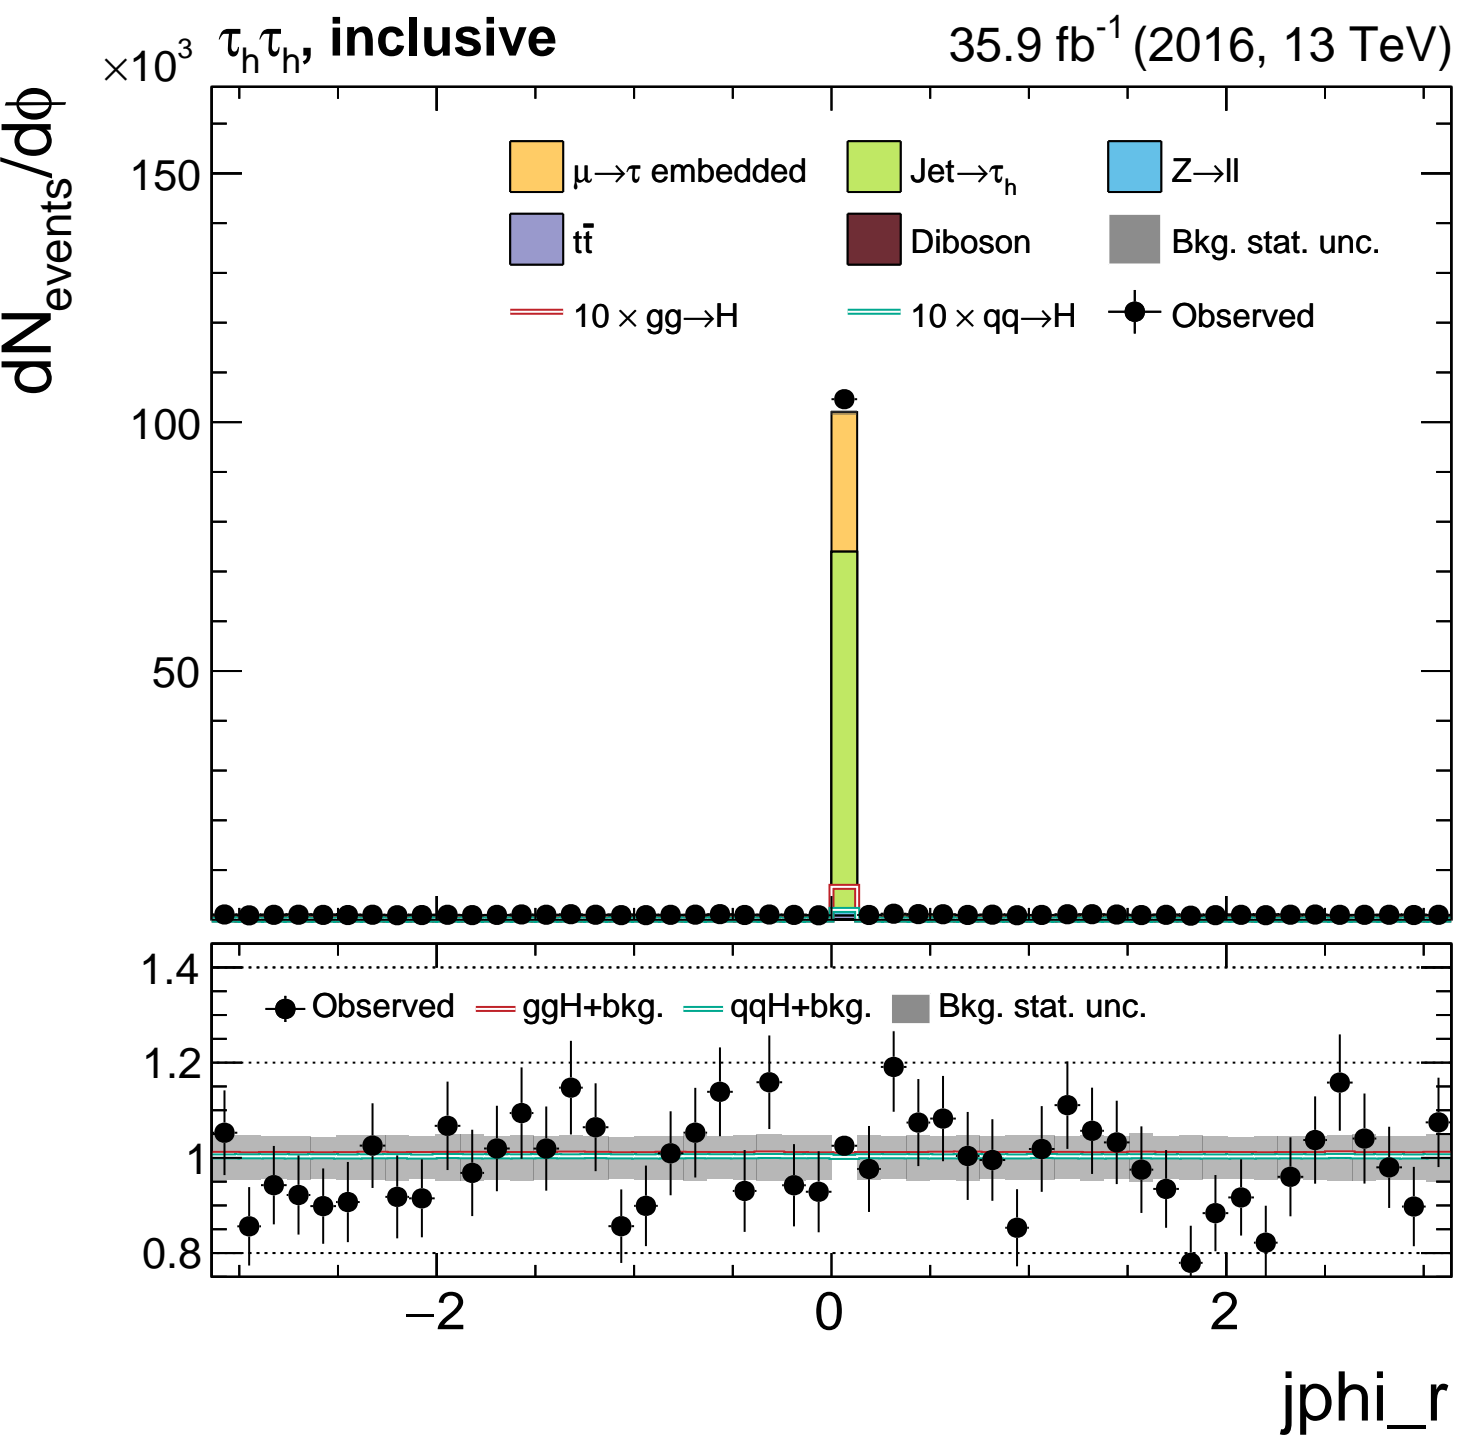 ×10³ τhτh, inclusive 35.9 fb⁻¹ (2016, 13 TeV)
dNevents/dϕ
150
100
50
μ→τ embedded Jet→τh Z→ll
tt̄ Diboson Bkg. stat. unc.
10 × gg→H 10 × qq→H Observed
1.4
1.2
1
0.8
Observed ggH+bkg. qqH+bkg. Bkg. stat. unc.
−2 0 2
jphi_r